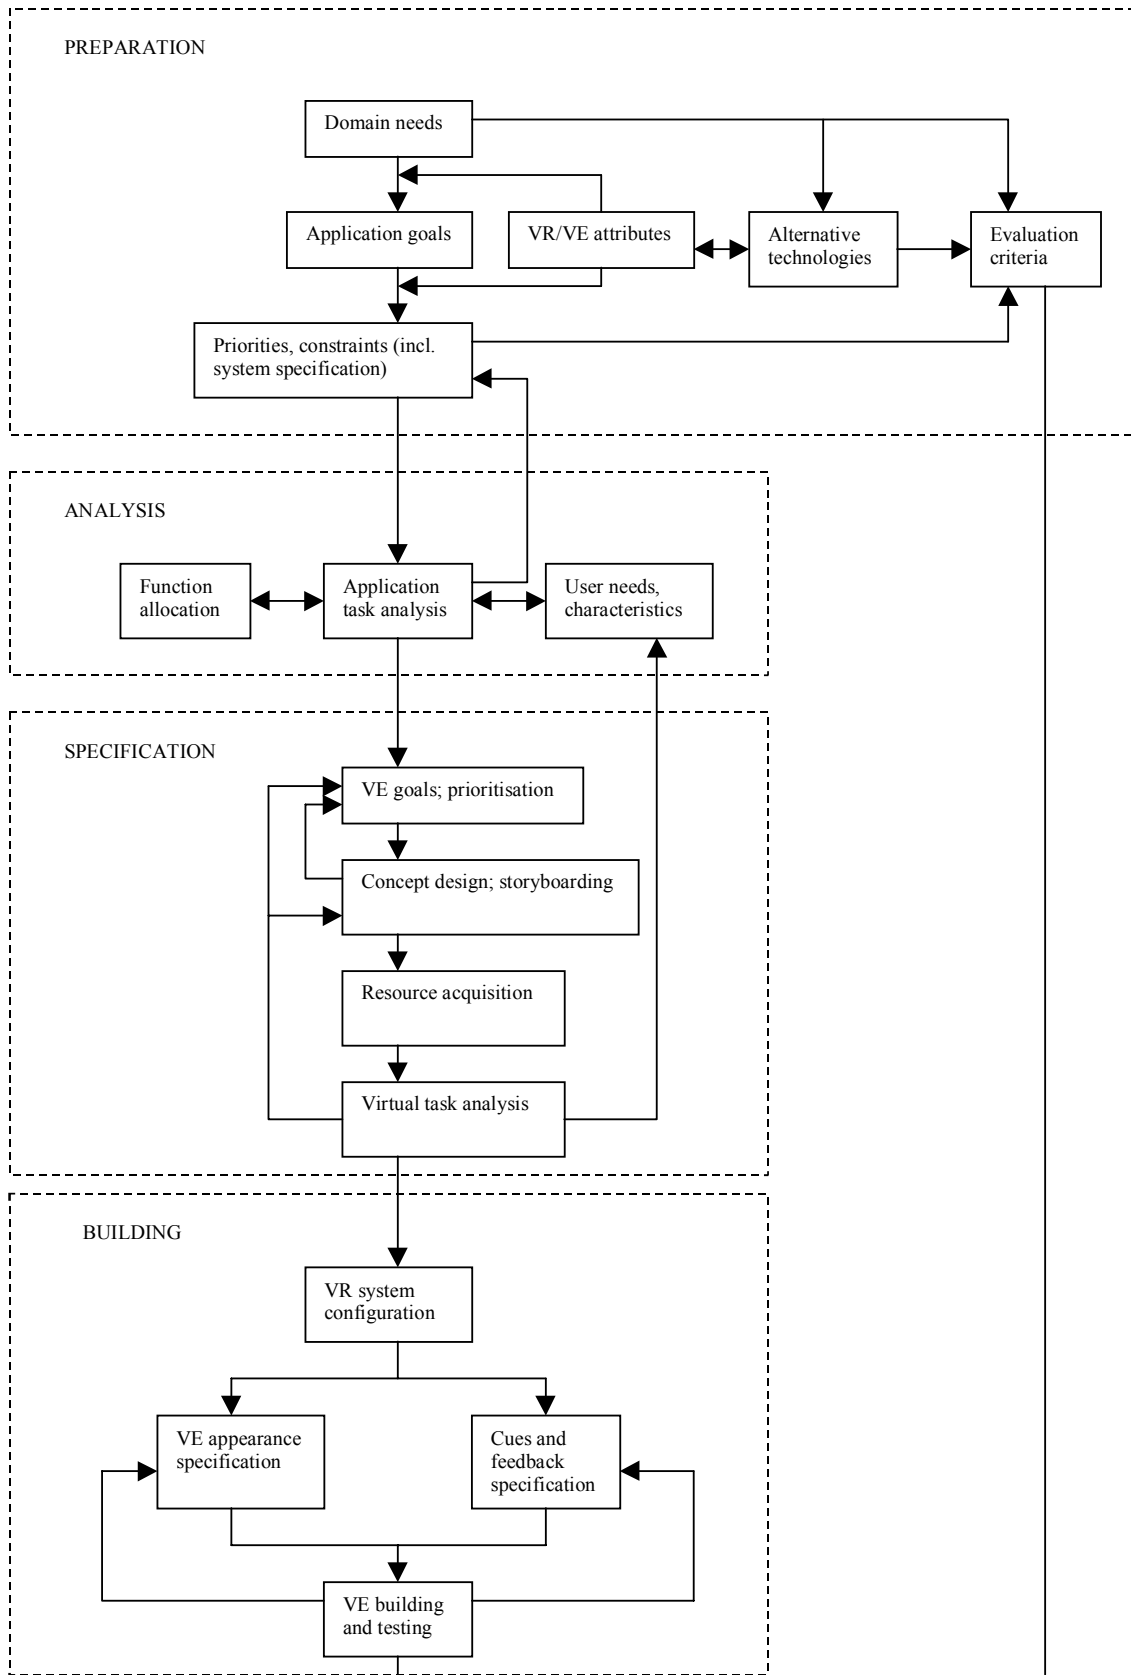 PREPARATION
Domain needs
Application goals
VR/VE attributes
Alternative
technologies
Evaluation
criteria
Priorities, constraints (incl.
system specification)
ANALYSIS
Function
allocation
Application
task analysis
User needs,
characteristics
SPECIFICATION
VE goals; prioritisation
Concept design; storyboarding
Resource acquisition
Virtual task analysis
BUILDING
VR system
configuration
VE appearance
specification
Cues and
feedback
specification
VE building
and testing